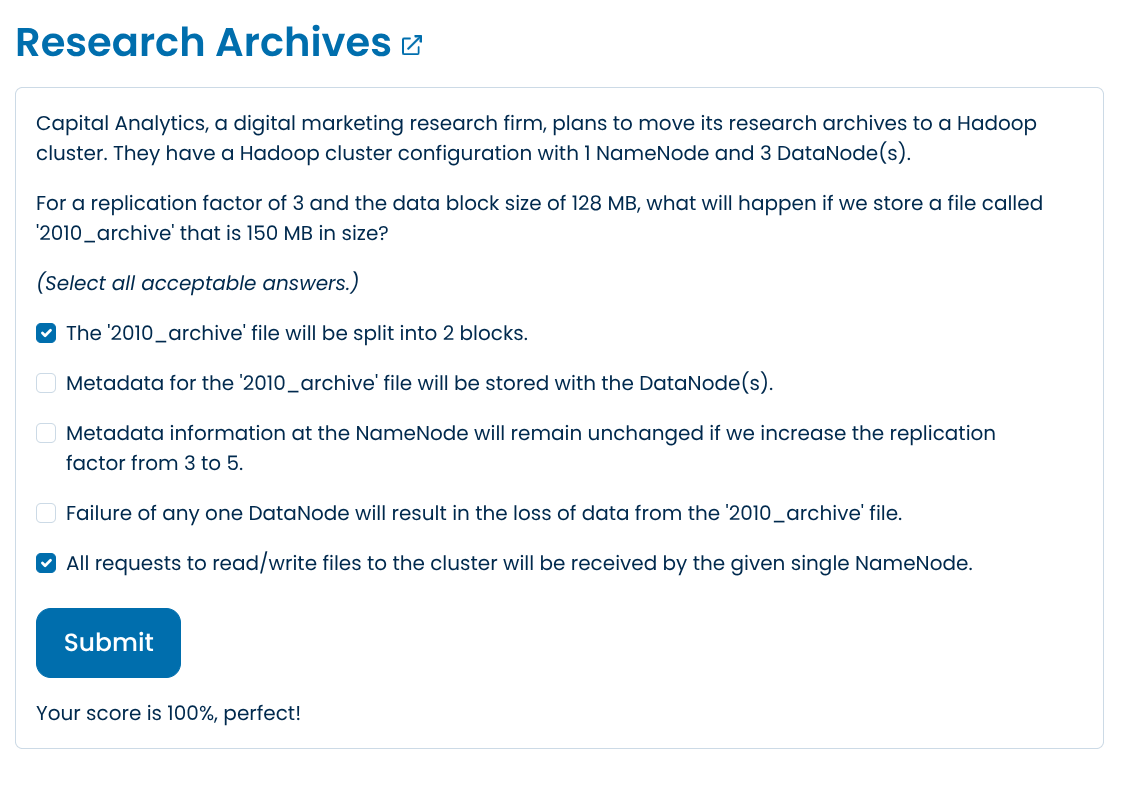 Research Archives
Capital Analytics, a digital marketing research firm, plans to move its research archives to a Hadoop
cluster. They have a Hadoop cluster configuration with 1 NameNode and 3 DataNode(s).
For a replication factor of 3 and the data block size of 128 MB, what will happen if we store a file called
'2010_archive' that is 150 MB in size?
(Select all acceptable answers.)
The '2010_archive' file will be split into 2 blocks.
Metadata for the '2010_archive' file will be stored with the DataNode(s).
Metadata information at the NameNode will remain unchanged if we increase the replication
factor from 3 to 5.
Failure of any one DataNode will result in the loss of data from the '2010_archive' file.
All requests to read/write files to the cluster will be received by the given single NameNode.
Submit
Your score is 100%, perfect!